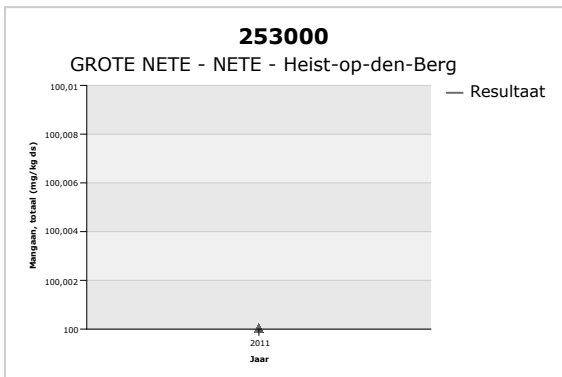 253000
GROTE NETE - NETE - Heist-op-den-Berg
Resultaat
100,01
100,008
100,006
100,004
100,002
100
Mangaan, totaal (mg/kg ds)
2011
Jaar